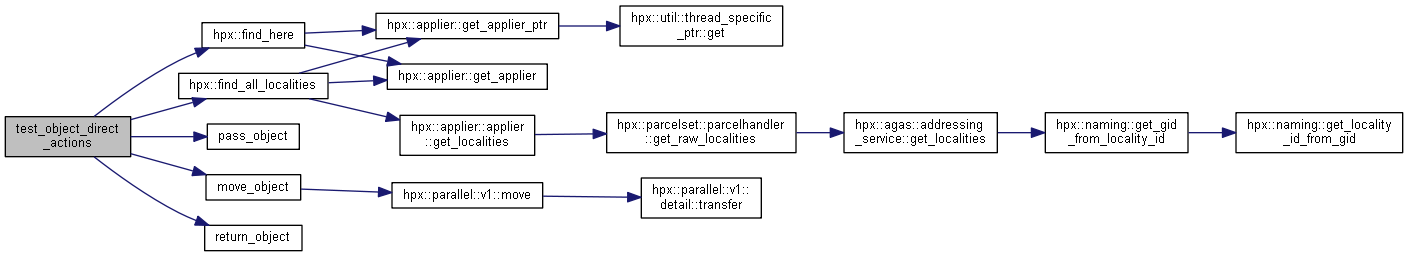 test_object_direct
_actions
hpx::find_here
hpx::find_all_localities
pass_object
move_object
return_object
hpx::applier::get_applier_ptr
hpx::applier::get_applier
hpx::applier::applier
::get_localities
hpx::parallel::v1::move
hpx::util::thread_specific
_ptr::get
hpx::parcelset::parcelhandler
::get_raw_localities
hpx::parallel::v1::
detail::transfer
hpx::agas::addressing
_service::get_localities
hpx::naming::get_gid
_from_locality_id
hpx::naming::get_locality
_id_from_gid